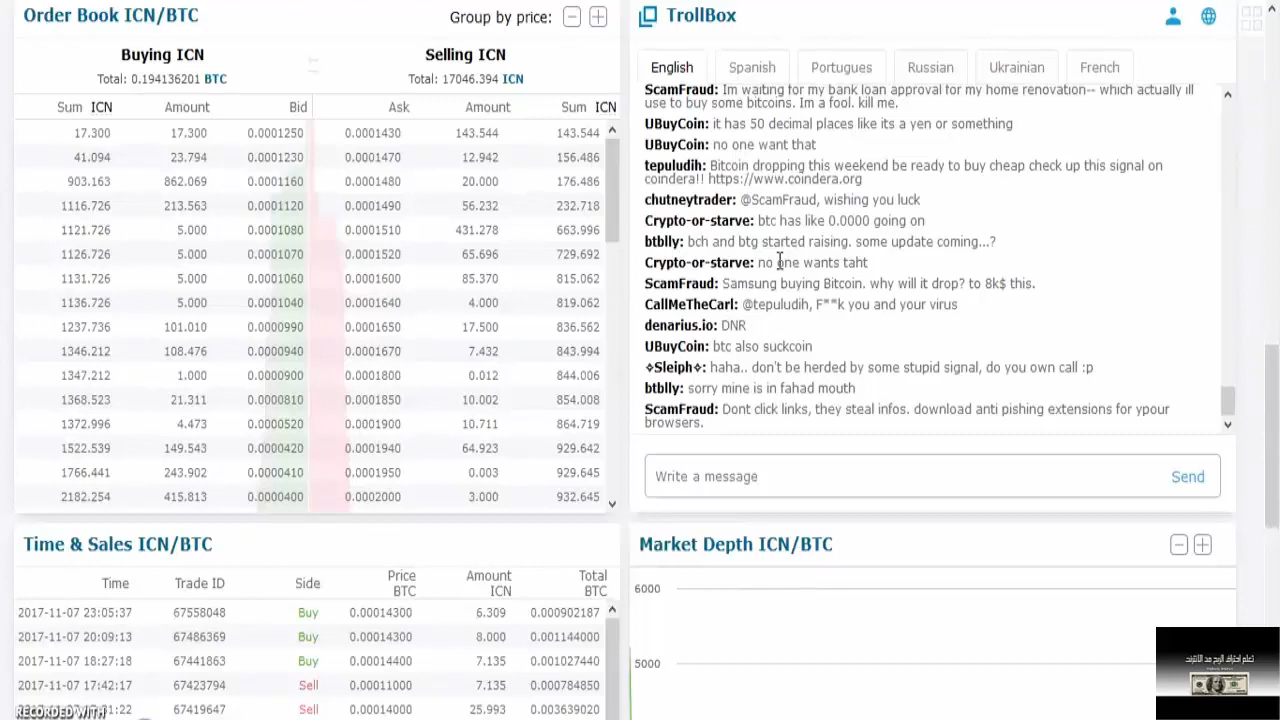 Order Book ICN/BTC
Group by price:
Buying ICN
Selling ICN
Total: 0.194136201 BTC
Total: 17046.394 ICN
Sum ICN Amount Bid Ask Amount Sum ICN
17.300 17.300 0.0001250 0.0001430 143.544 143.544
41.094 23.794 0.0001230 0.0001470 12.942 156.486
903.163 862.069 0.0001160 0.0001480 20.000 176.486
1116.726 213.563 0.0001120 0.0001490 56.232 232.718
1121.726 5.000 0.0001080 0.0001510 431.278 663.996
1126.726 5.000 0.0001070 0.0001520 65.696 729.692
1131.726 5.000 0.0001060 0.0001600 85.370 815.062
1136.726 5.000 0.0001040 0.0001640 4.000 819.062
1237.736 101.010 0.0000990 0.0001650 17.500 836.562
1346.212 108.476 0.0000940 0.0001670 7.432 843.994
1347.212 1.000 0.0000900 0.0001800 0.012 844.006
1368.523 21.311 0.0000810 0.0001850 10.002 854.008
1372.996 4.473 0.0000520 0.0001900 10.711 864.719
1522.539 149.543 0.0000420 0.0001940 64.923 929.642
1766.441 243.902 0.0000410 0.0001950 0.003 929.645
2182.254 415.813 0.0000400 0.0002000 3.000 932.645
TrollBox
English Spanish Portugues Russian Ukrainian French
ScamFraud: Im waiting for my bank loan approval for my home renovation-- which actually ill
use to buy some bitcoins. Im a fool. kill me.
UBuyCoin: it has 50 decimal places like its a yen or something
UBuyCoin: no one want that
tepuludih: Bitcoin dropping this weekend be ready to buy cheap check up this signal on
coindera!! https://www.coindera.org
chutneytrader: @ScamFraud, wishing you luck
Crypto-or-starve: btc has like 0.0000 going on
btblly: bch and btg started raising. some update coming...?
Crypto-or-starve: no one wants taht
ScamFraud: Samsung buying Bitcoin. why will it drop? to 8k$ this.
CallMeTheCarl: @tepuludih, F**k you and your virus
denarius.io: DNR
UBuyCoin: btc also suckcoin
✧Sleiph✧: haha.. don't be herded by some stupid signal, do you own call :p
btblly: sorry mine is in fahad mouth
ScamFraud: Dont click links, they steal infos. download anti pishing extensions for ypour
browsers.
Write a message
Send
Time & Sales ICN/BTC
Time Trade ID Side Price BTC Amount ICN Total BTC
2017-11-07 23:05:37 67558048 Buy 0.00014300 6.309 0.000902187
2017-11-07 20:09:13 67486369 Buy 0.00014300 8.000 0.001144000
2017-11-07 18:27:18 67441863 Buy 0.00014400 7.135 0.001027440
2017-11-07 17:42:17 67423794 Sell 0.00011000 7.135 0.000784850
1:22 67419647 Sell 0.00014000 25.993 0.003639020
RECORDED WITH
Market Depth ICN/BTC
6000
5000
تعلم احتراف الربح من الانترنت